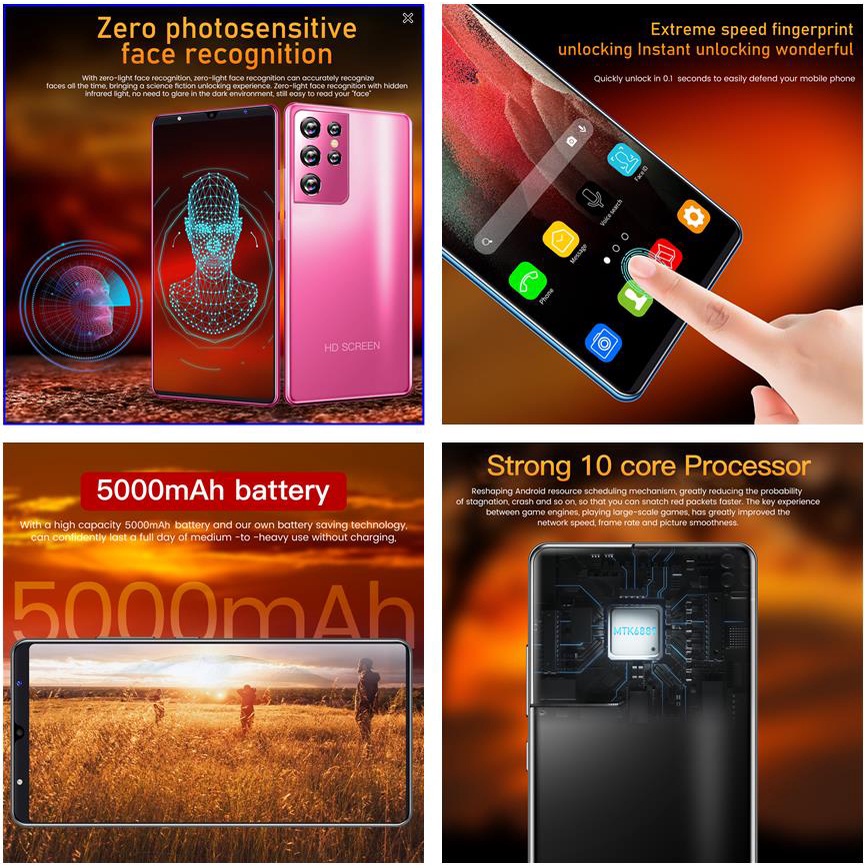 Zero photosensitive
face recognition
With zero-light face recognition, zero-light face recognition can accurately recognize
faces all the time, bringing a science fiction unlocking experience. Zero-light face recognition with hidden
infrared light, no need to glare in the dark environment, still easy to read your "face"
HD SCREEN
Extreme speed fingerprint
unlocking Instant unlocking wonderful
Quickly unlock in 0.1 seconds to easily defend your mobile phone
Face ID
Voice search
Message
Phone
5000mAh battery
With a high capacity 5000mAh battery and our own battery saving technology,
can confidently last a full day of medium -to -heavy use without charging,
5000mAh
Strong 10 core Processor
Reshaping Android resource scheduling mechanism, greatly reducing the probability
of stagnation, crash and so on, so that you can snatch red packets faster. The key experience
between game engines, playing large-scale games, has greatly improved the
network speed, frame rate and picture smoothness.